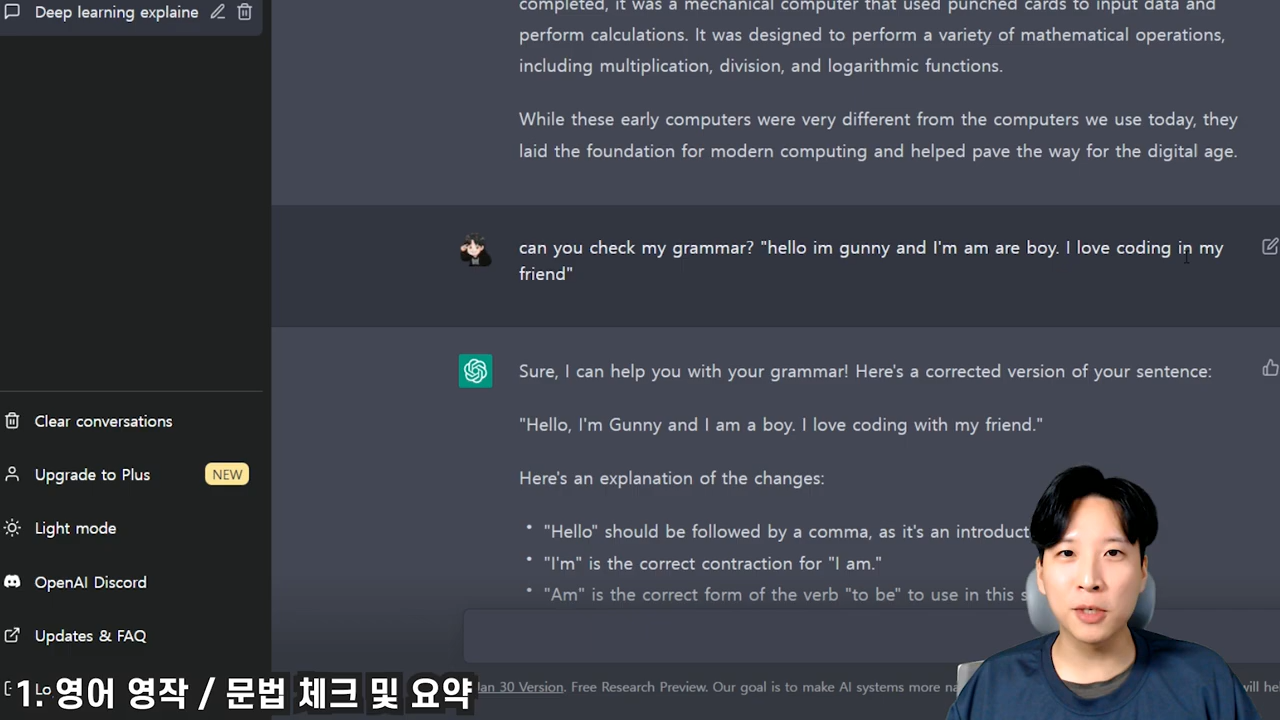 Deep learning explaine
completed, it was a mechanical computer that used punched cards to input data and
perform calculations. It was designed to perform a variety of mathematical operations,
including multiplication, division, and logarithmic functions.
While these early computers were very different from the computers we use today, they
laid the foundation for modern computing and helped pave the way for the digital age.
can you check my grammar? "hello im gunny and I'm am are boy. I love coding in my
friend"
Sure, I can help you with your grammar! Here's a corrected version of your sentence:
"Hello, I'm Gunny and I am a boy. I love coding with my friend."
Here's an explanation of the changes:
• "Hello" should be followed by a comma, as it's an introduct
• "I'm" is the correct contraction for "I am."
• "Am" is the correct form of the verb "to be" to use in this s
Clear conversations
Upgrade to Plus NEW
Light mode
OpenAI Discord
Updates & FAQ
Lo
1. 영어 영작 / 문법 체크 및 요약
Jan 30 Version. Free Research Preview. Our goal is to make AI systems more na
will he